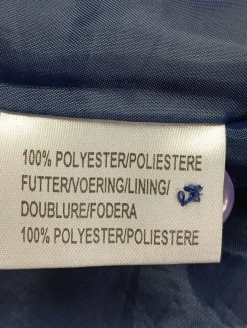 100% POLYESTER/POLIESTERE
FUTTER/VOERING/LINING/
DOUBLURE/FODERA
100% POLYESTER/POLIESTERE